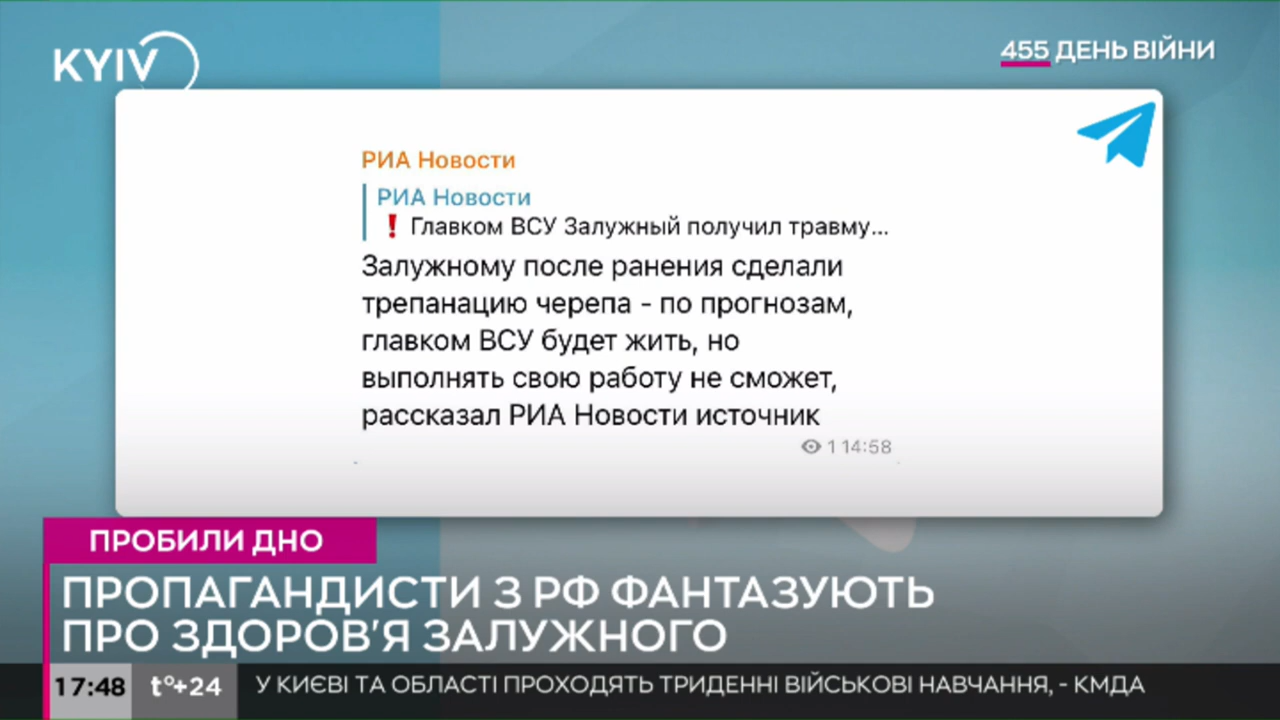 KYIV
455 ДЕНЬ ВІЙНИ
РИА Новости
РИА Новости
❗ Главком ВСУ Залужный получил травму...
Залужному после ранения сделали
трепанацию черепа - по прогнозам,
главком ВСУ будет жить, но
выполнять свою работу не сможет,
рассказал РИА Новости источник
1 14:58
ПРОБИЛИ ДНО
ПРОПАГАНДИСТИ З РФ ФАНТАЗУЮТЬ
ПРО ЗДОРОВ'Я ЗАЛУЖНОГО
17:48 t°+24 У КИЄВІ ТА ОБЛАСТІ ПРОХОДЯТЬ ТРИДЕННІ ВІЙСЬКОВІ НАВЧАННЯ, - КМДА